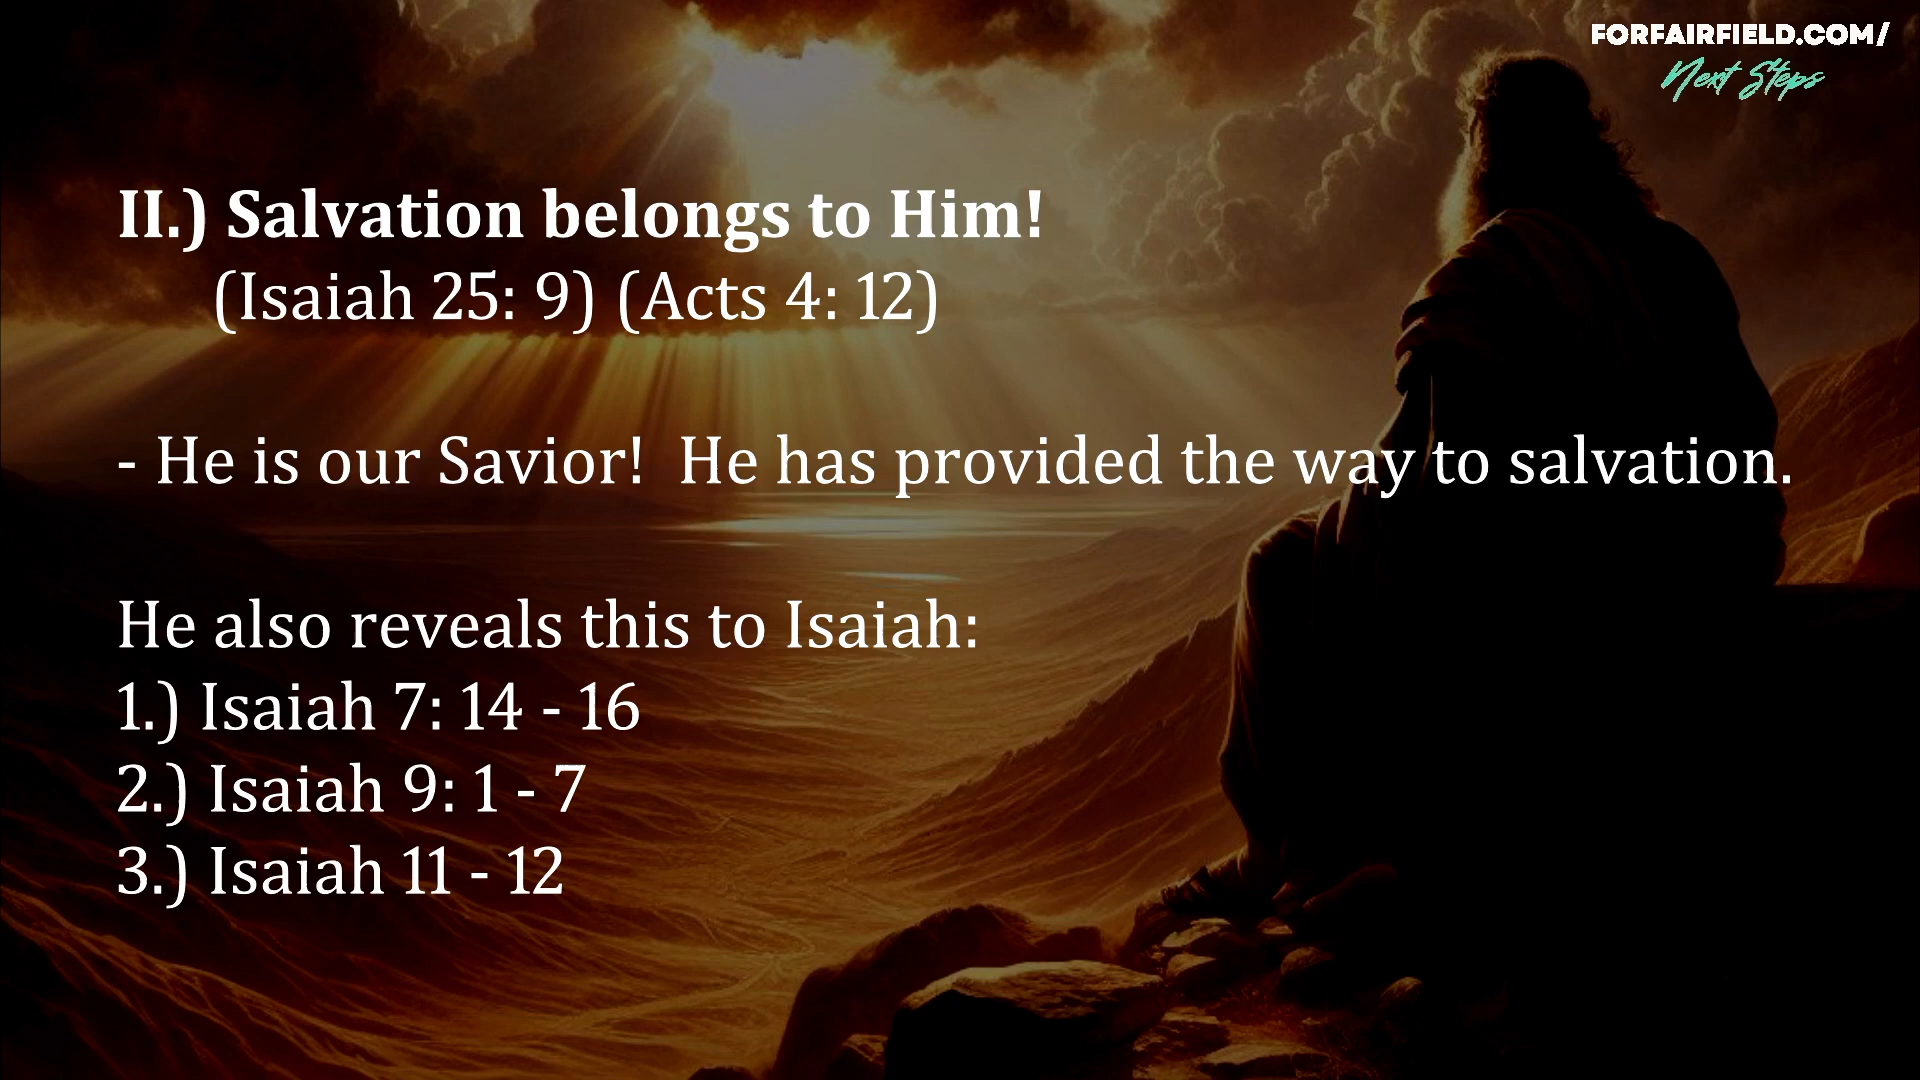 FORFAIRFIELD.COM/
Next Steps
II.) Salvation belongs to Him!
(Isaiah 25: 9) (Acts 4: 12)
- He is our Savior!  He has provided the way to salvation.
He also reveals this to Isaiah:
1.) Isaiah 7: 14 - 16
2.) Isaiah 9: 1 - 7
3.) Isaiah 11 - 12